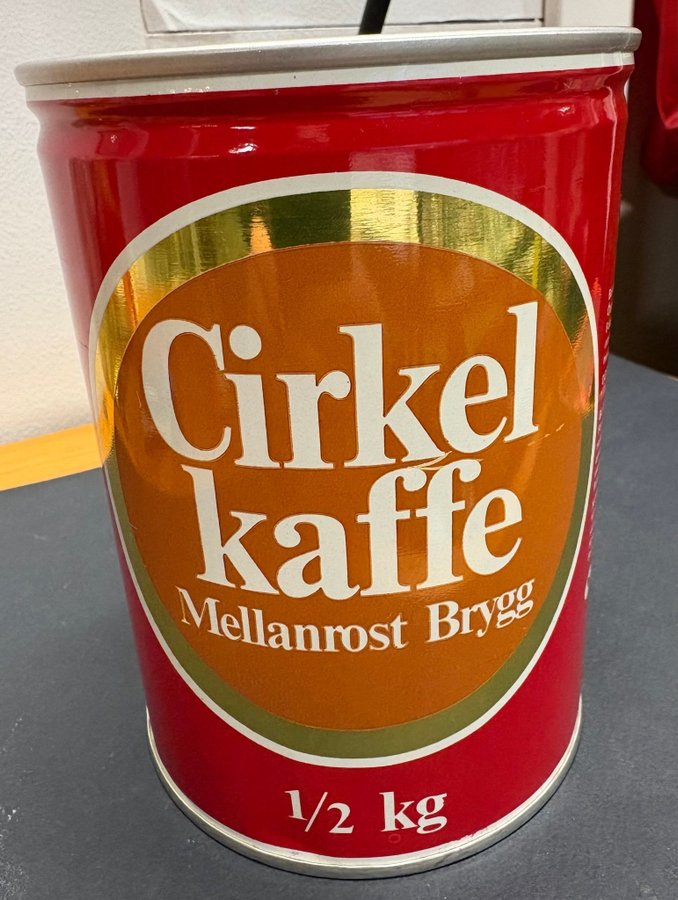 Cirkel
kaffe
Mellanrost Brygg
1/2 kg